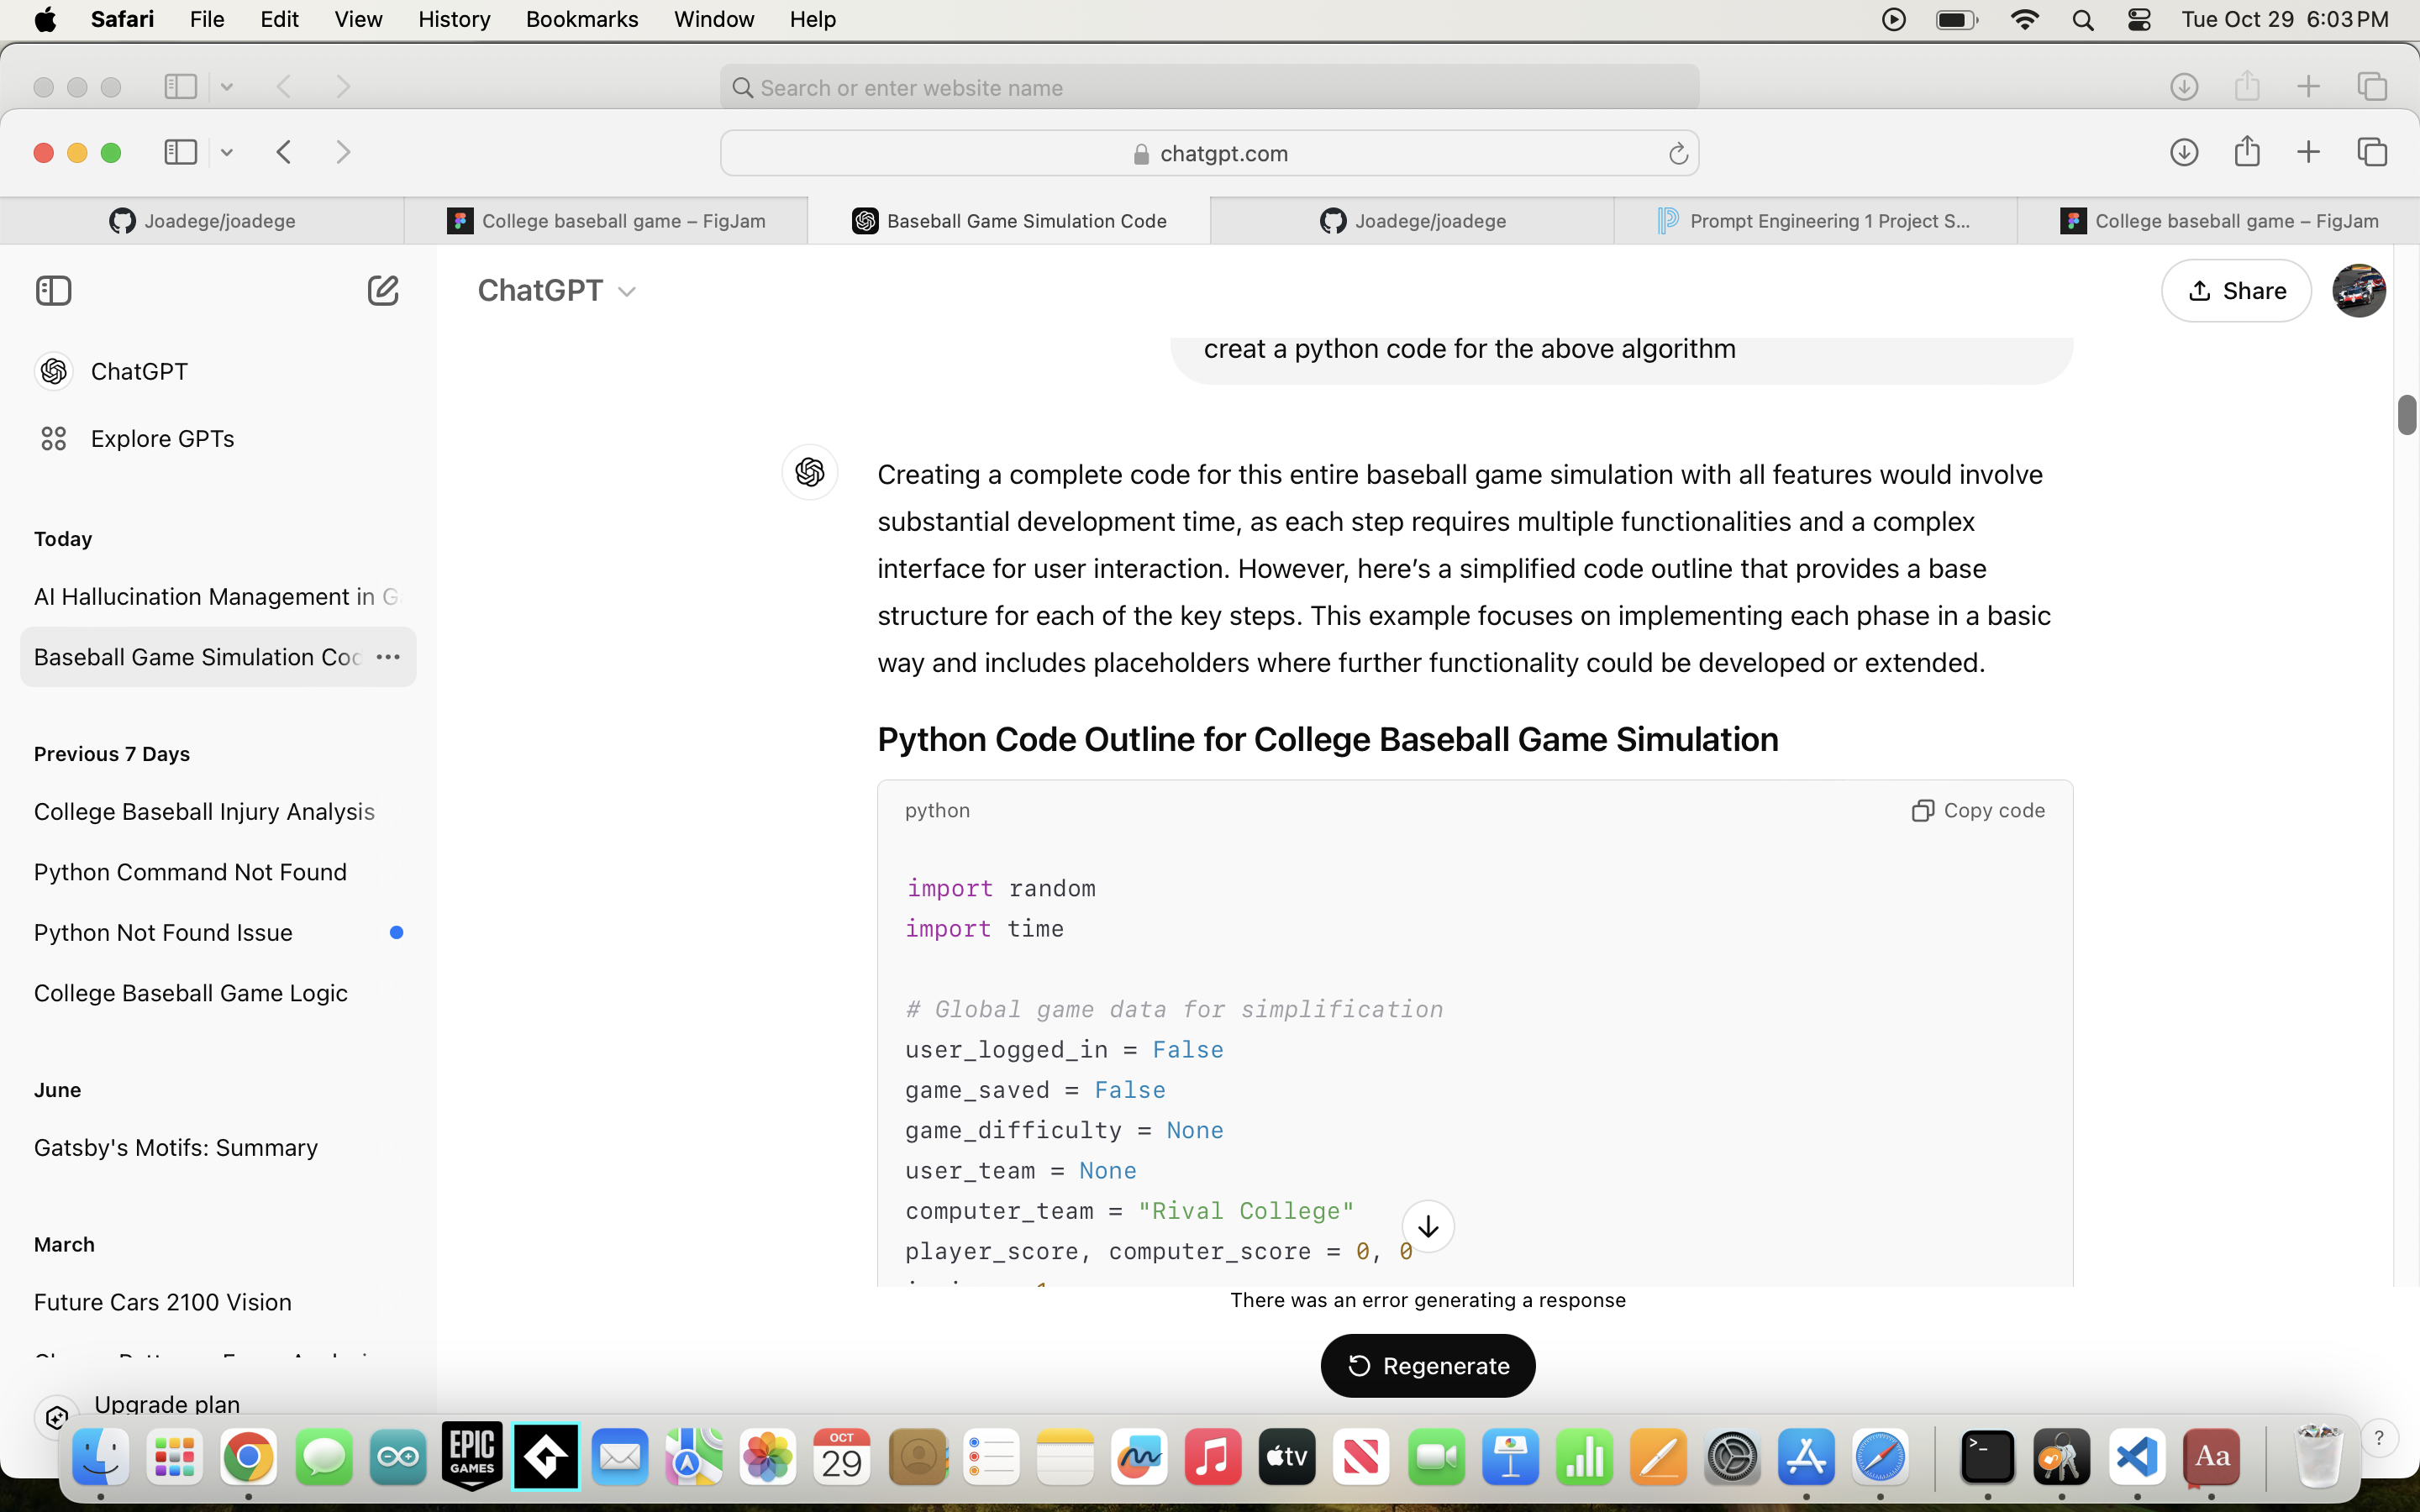 Safari File Edit View History Bookmarks Window Help Tue Oct 29 6:03 PM
Search or enter website name
chatgpt.com
Joadege/joadege
College baseball game – FigJam
Baseball Game Simulation Code
Joadege/joadege
Prompt Engineering 1 Project S...
College baseball game – FigJam
ChatGPT
Explore GPTs
Today
AI Hallucination Management in G
Baseball Game Simulation Coc
Previous 7 Days
College Baseball Injury Analysis
Python Command Not Found
Python Not Found Issue
College Baseball Game Logic
June
Gatsby's Motifs: Summary
March
Future Cars 2100 Vision
Upgrade plan
ChatGPT
Share
creat a python code for the above algorithm
Creating a complete code for this entire baseball game simulation with all features would involve
substantial development time, as each step requires multiple functionalities and a complex
interface for user interaction. However, here’s a simplified code outline that provides a base
structure for each of the key steps. This example focuses on implementing each phase in a basic
way and includes placeholders where further functionality could be developed or extended.
Python Code Outline for College Baseball Game Simulation
python
Copy code
import random
import time
# Global game data for simplification
user_logged_in = False
game_saved = False
game_difficulty = None
user_team = None
computer_team = "Rival College"
player_score, computer_score = 0, 0
There was an error generating a response
Regenerate
?
EPIC
GAMES
OCT
29
tv
>_
Aa